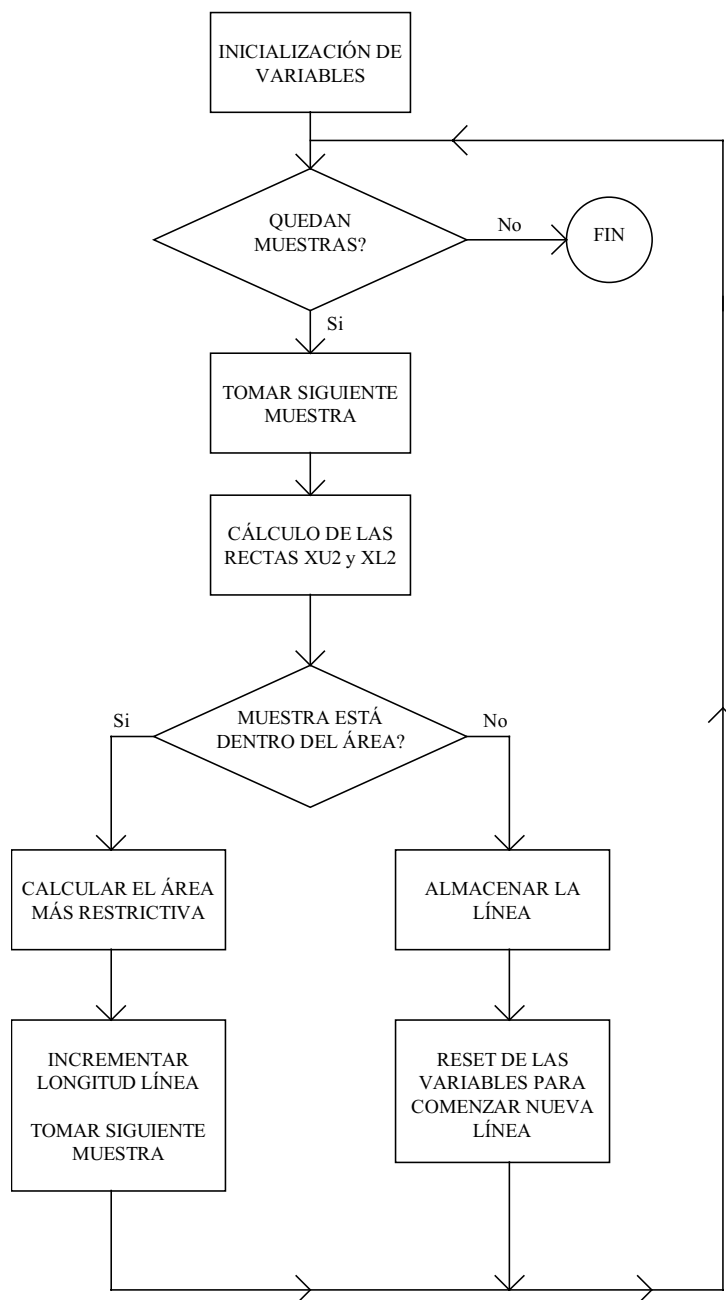 INICIALIZACIÓN DE
VARIABLES
QUEDAN
MUESTRAS?
No
FIN
Si
TOMAR SIGUIENTE
MUESTRA
CÁLCULO DE LAS
RECTAS XU2 y XL2
Si
MUESTRA ESTÁ
DENTRO DEL ÁREA?
No
CALCULAR EL ÁREA
MÁS RESTRICTIVA
ALMACENAR LA
LÍNEA
INCREMENTAR
LONGITUD LÍNEA
TOMAR SIGUIENTE
MUESTRA
RESET DE LAS
VARIABLES PARA
COMENZAR NUEVA
LÍNEA